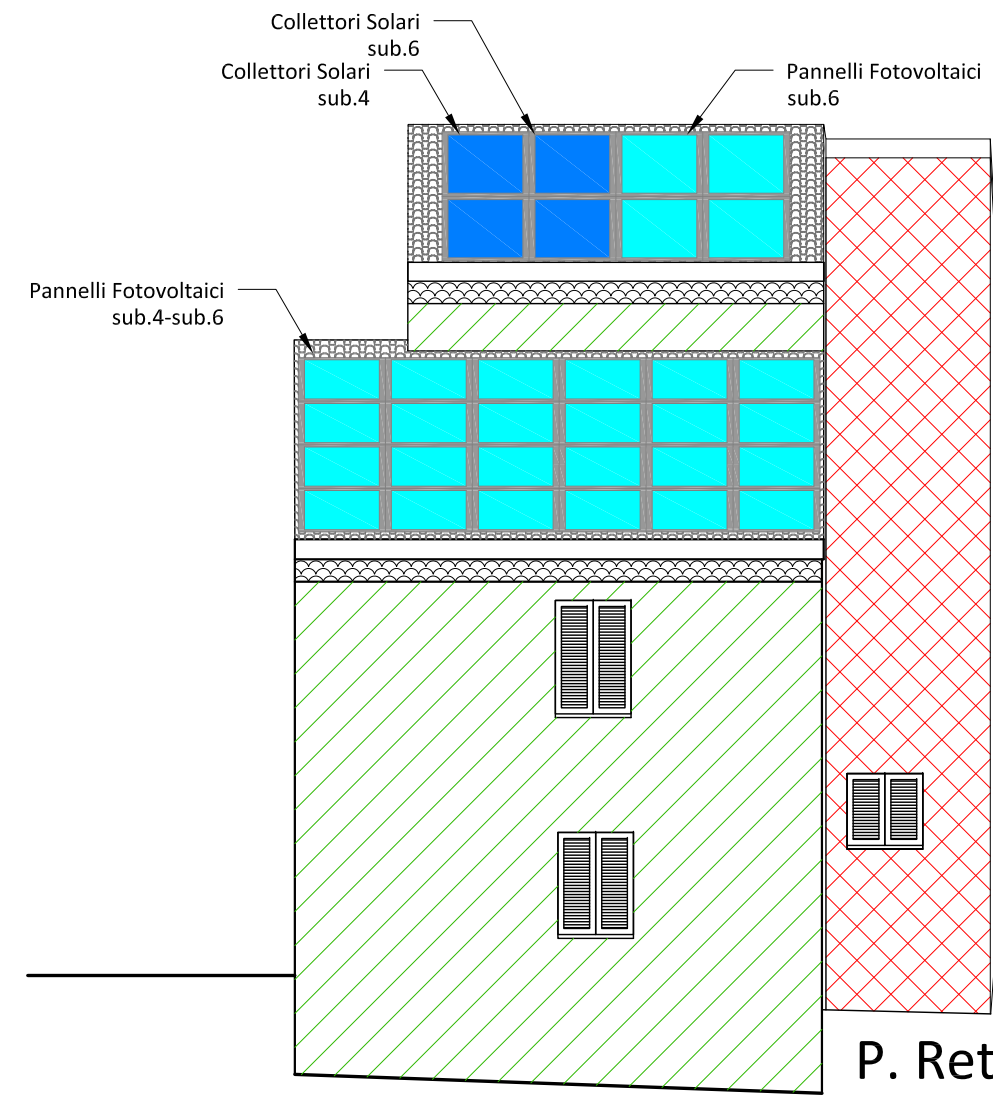 Collettori Solari
sub.6
Collettori Solari
sub.4
Pannelli Fotovoltaici
sub.6
Pannelli Fotovoltaici
sub.4-sub.6
P. Ret